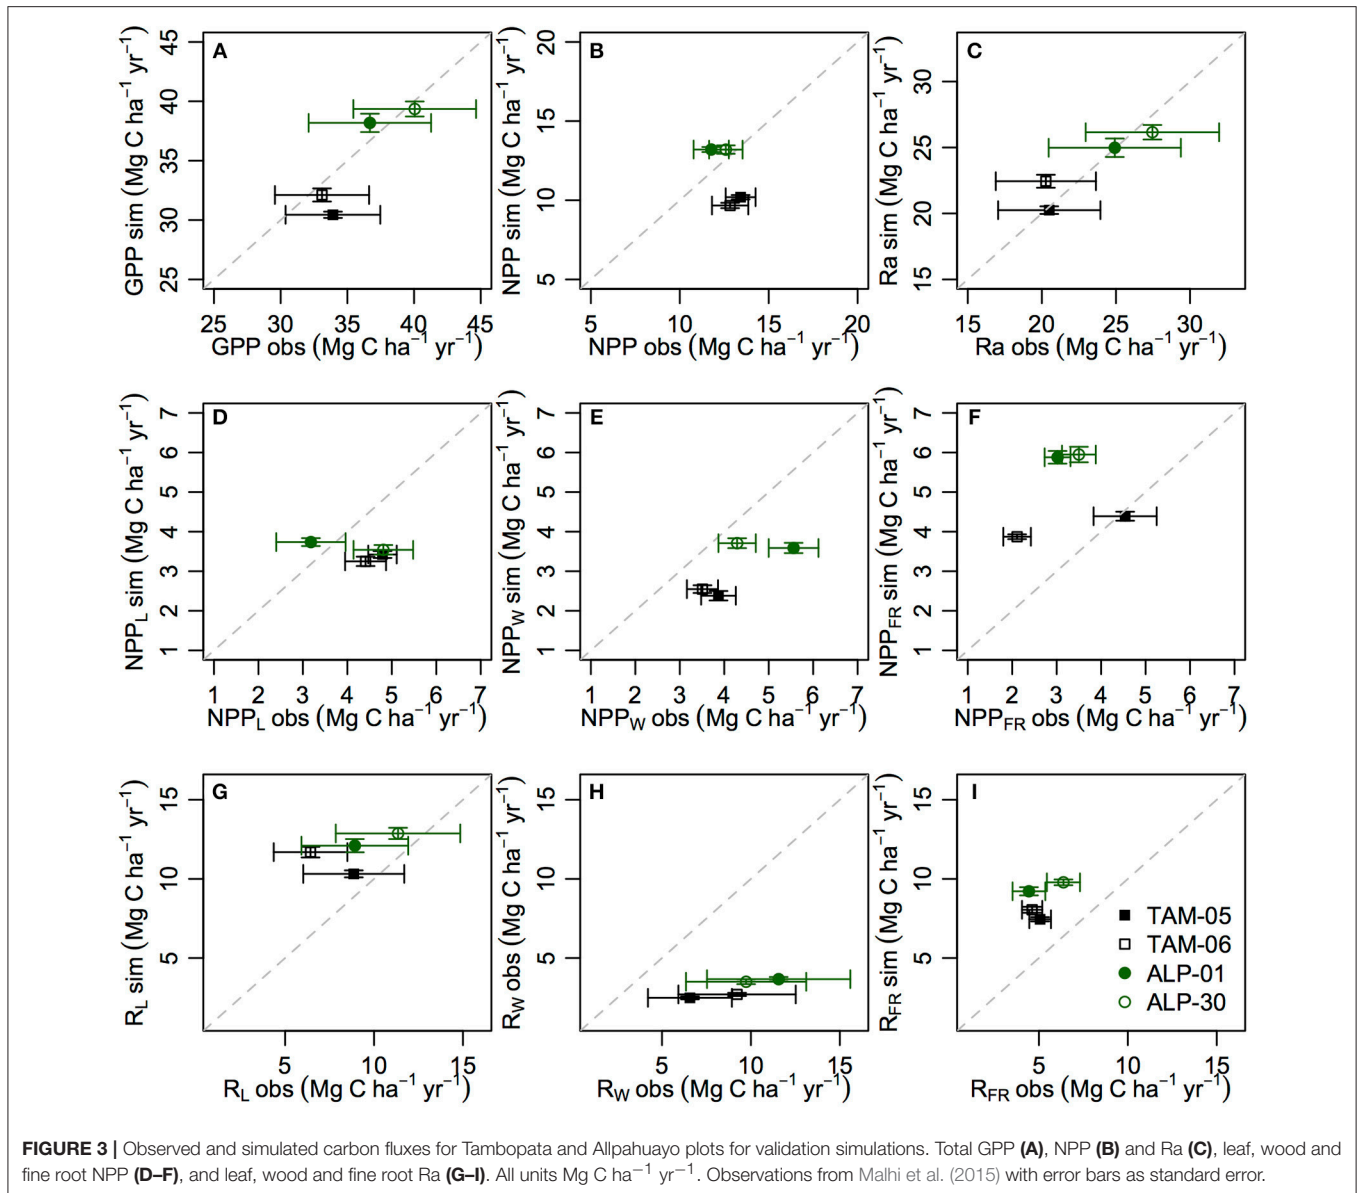 A
GPP sim (Mg C ha⁻¹ yr⁻¹)
25 30 35 40 45
25 30 35 40 45
GPP obs (Mg C ha⁻¹ yr⁻¹)
B
NPP sim (Mg C ha⁻¹ yr⁻¹)
5 10 15 20
5 10 15 20
NPP obs (Mg C ha⁻¹ yr⁻¹)
C
Ra sim (Mg C ha⁻¹ yr⁻¹)
15 20 25 30
15 20 25 30
Ra obs (Mg C ha⁻¹ yr⁻¹)
D
NPP_L sim (Mg C ha⁻¹ yr⁻¹)
1 2 3 4 5 6 7
1 2 3 4 5 6 7
NPP_L obs (Mg C ha⁻¹ yr⁻¹)
E
NPP_W sim (Mg C ha⁻¹ yr⁻¹)
1 2 3 4 5 6 7
1 2 3 4 5 6 7
NPP_W obs (Mg C ha⁻¹ yr⁻¹)
F
NPP_FR sim (Mg C ha⁻¹ yr⁻¹)
1 2 3 4 5 6 7
1 2 3 4 5 6 7
NPP_FR obs (Mg C ha⁻¹ yr⁻¹)
G
R_L sim (Mg C ha⁻¹ yr⁻¹)
5 10 15
5 10 15
R_L obs (Mg C ha⁻¹ yr⁻¹)
H
R_W obs (Mg C ha⁻¹ yr⁻¹)
5 10 15
5 10 15
R_W obs (Mg C ha⁻¹ yr⁻¹)
I
R_FR sim (Mg C ha⁻¹ yr⁻¹)
5 10 15
TAM-05
TAM-06
ALP-01
ALP-30
5 10 15
R_FR obs (Mg C ha⁻¹ yr⁻¹)
FIGURE 3 | Observed and simulated carbon fluxes for Tambopata and Allpahuayo plots for validation simulations. Total GPP (A), NPP (B) and Ra (C), leaf, wood and
fine root NPP (D–F), and leaf, wood and fine root Ra (G–I). All units Mg C ha⁻¹ yr⁻¹. Observations from Malhi et al. (2015) with error bars as standard error.